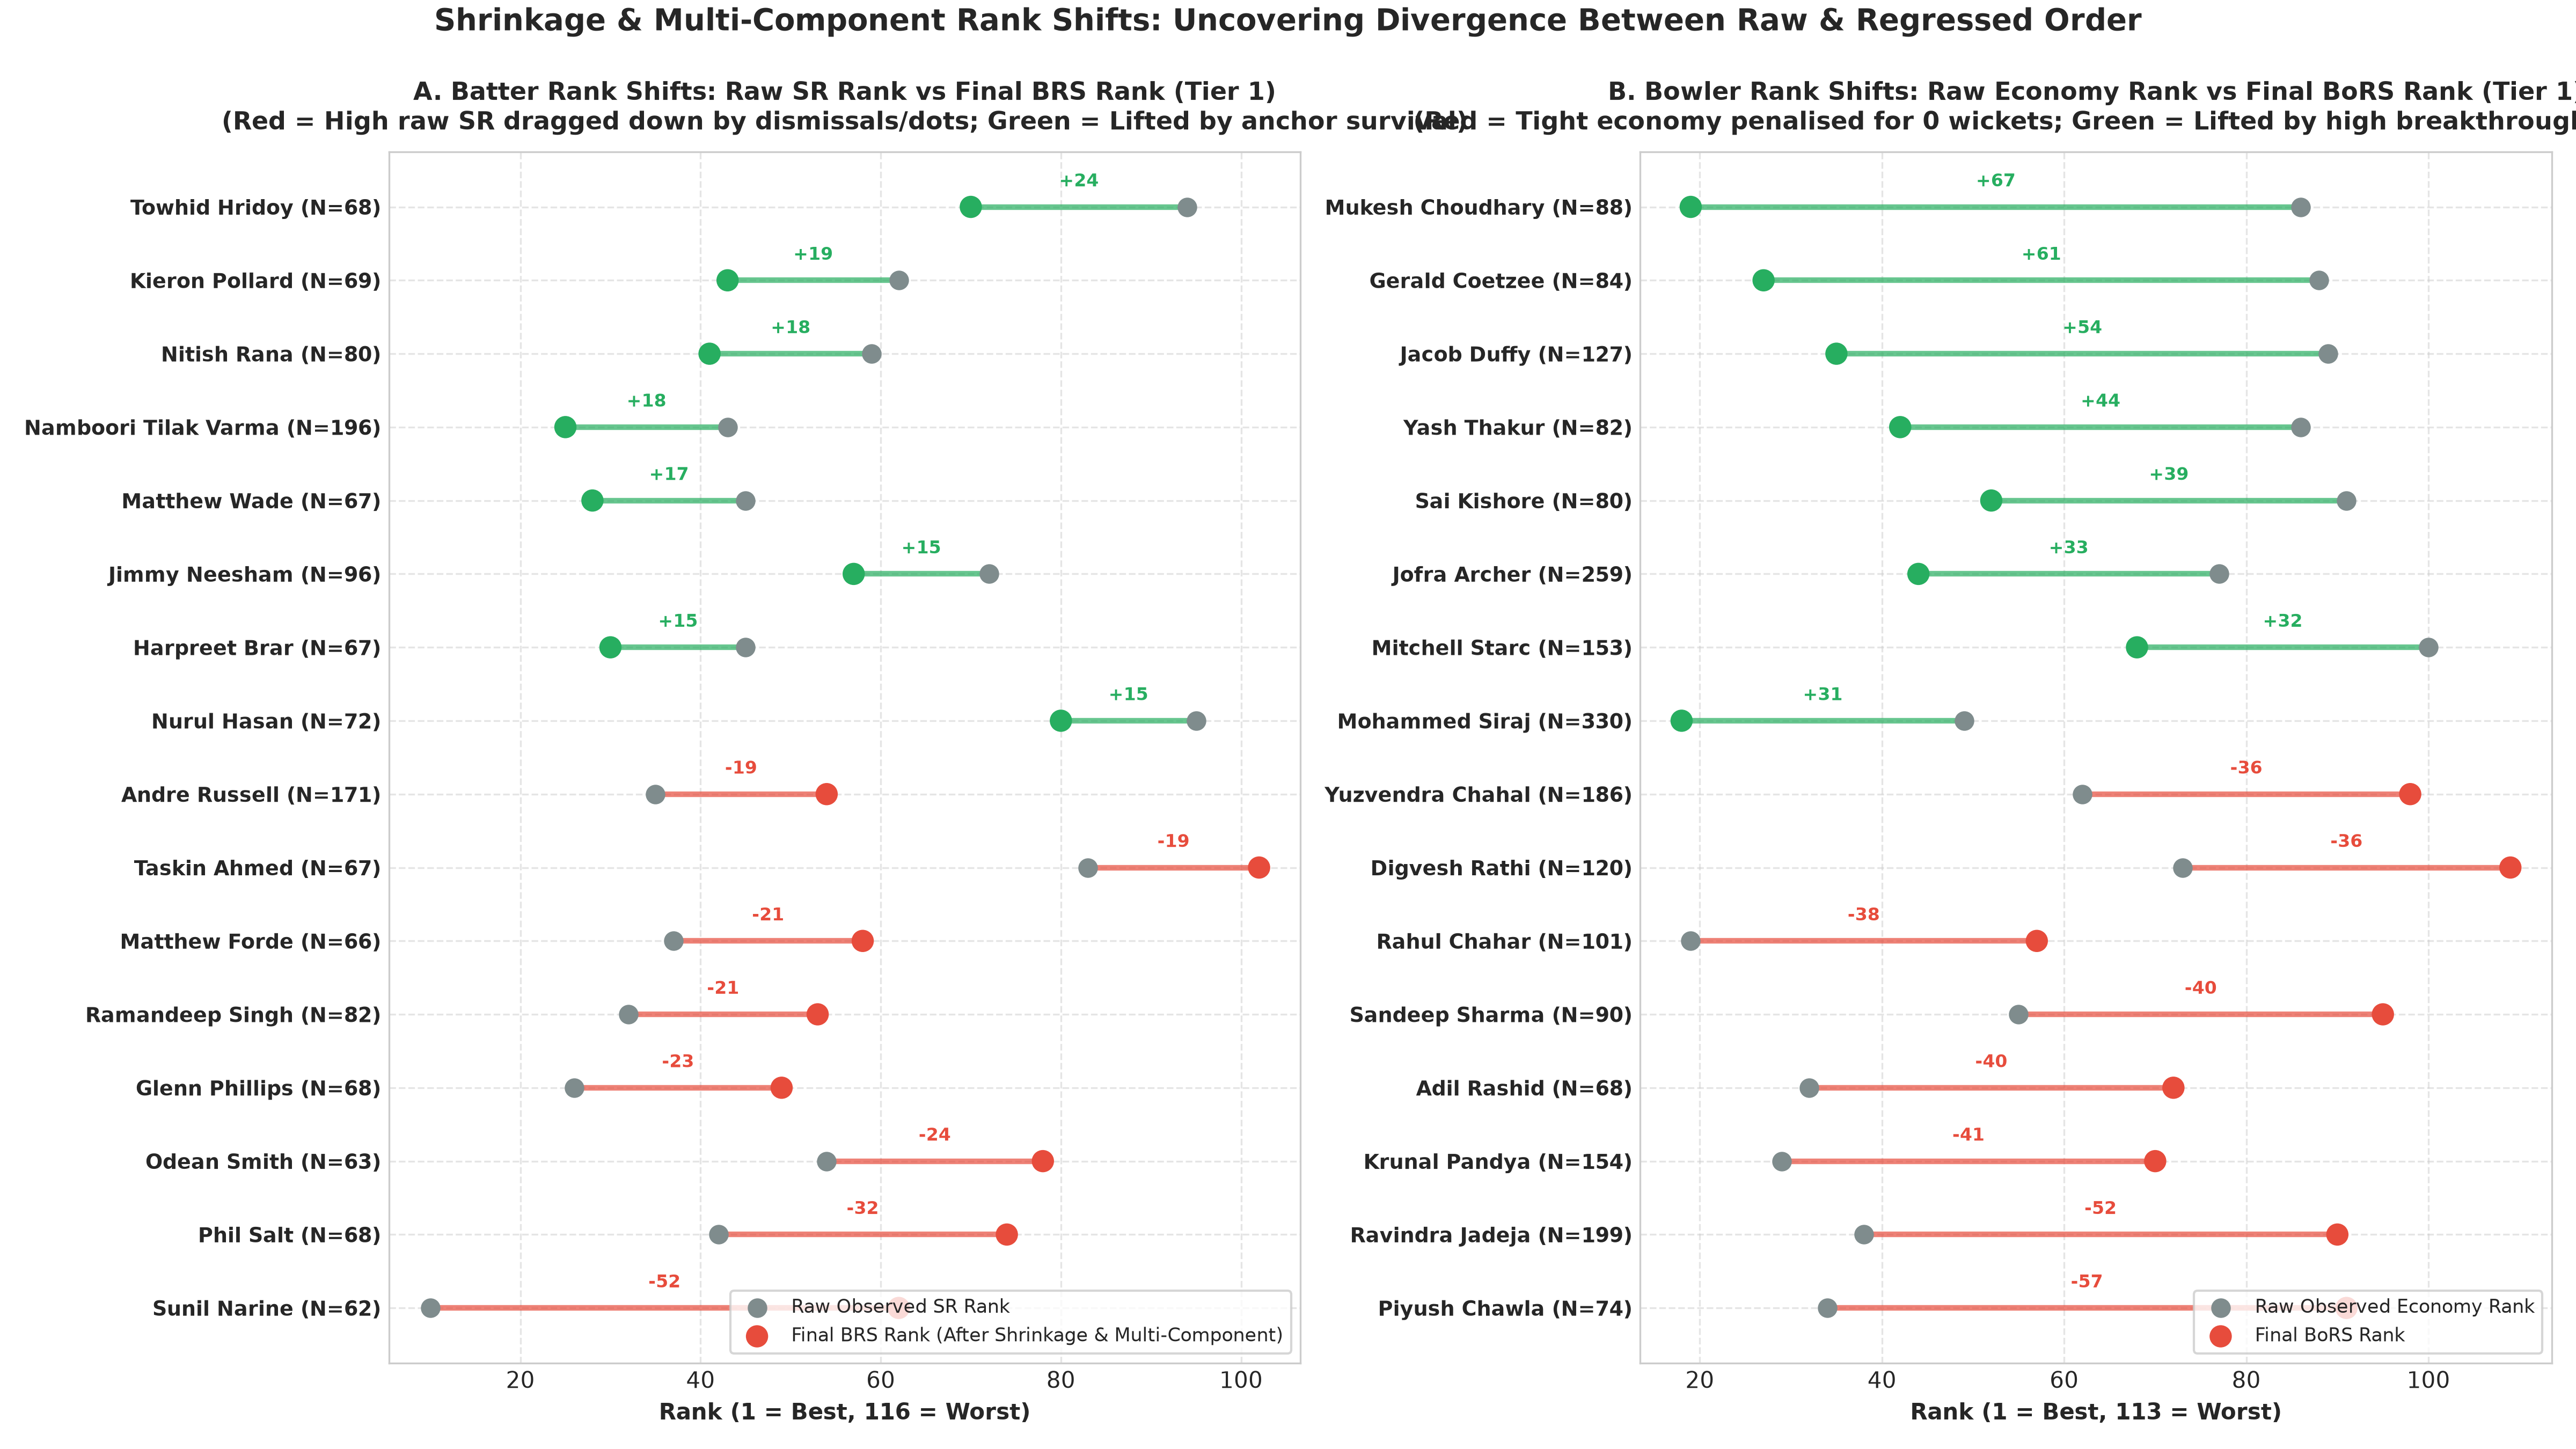 Shrinkage & Multi-Component Rank Shifts: Uncovering Divergence Between Raw & Regressed Order
A. Batter Rank Shifts: Raw SR Rank vs Final BRS Rank (Tier 1)
(Red = High raw SR dragged down by dismissals/dots; Green = Lifted by anchor survival)
+24
Towhid Hridoy (N=68)
+19
Kieron Pollard (N=69)
+18
Nitish Rana (N=80)
+18
Namboori Tilak Varma (N=196)
+17
Matthew Wade (N=67)
+15
Jimmy Neesham (N=96)
+15
Harpreet Brar (N=67)
+15
Nurul Hasan (N=72)
-19
Andre Russell (N=171)
-19
Taskin Ahmed (N=67)
-21
Matthew Forde (N=66)
-21
Ramandeep Singh (N=82)
-23
Glenn Phillips (N=68)
-24
Odean Smith (N=63)
-32
Phil Salt (N=68)
-52
Sunil Narine (N=62)
Raw Observed SR Rank
Final BRS Rank (After Shrinkage & Multi-Component)
20 40 60 80 100
Rank (1 = Best, 116 = Worst)
B. Bowler Rank Shifts: Raw Economy Rank vs Final BoRS Rank (Tier 1)
(Red = Tight economy penalised for 0 wickets; Green = Lifted by high breakthroug
+67
Mukesh Choudhary (N=88)
+61
Gerald Coetzee (N=84)
+54
Jacob Duffy (N=127)
+44
Yash Thakur (N=82)
+39
Sai Kishore (N=80)
+33
Jofra Archer (N=259)
+32
Mitchell Starc (N=153)
+31
Mohammed Siraj (N=330)
-36
Yuzvendra Chahal (N=186)
-36
Digvesh Rathi (N=120)
-38
Rahul Chahar (N=101)
-40
Sandeep Sharma (N=90)
-40
Adil Rashid (N=68)
-41
Krunal Pandya (N=154)
-52
Ravindra Jadeja (N=199)
-57
Piyush Chawla (N=74)
Raw Observed Economy Rank
Final BoRS Rank
20 40 60 80 100
Rank (1 = Best, 113 = Worst)